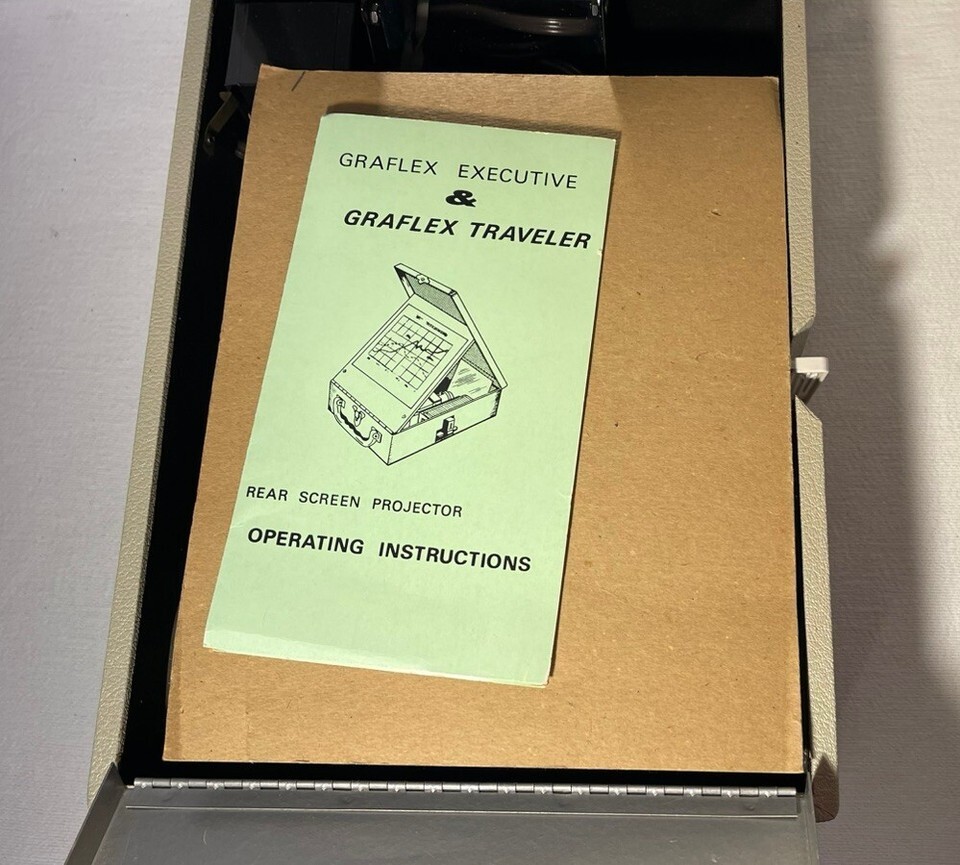 GRAFLEX EXECUTIVE
&
GRAFLEX TRAVELER
REAR SCREEN PROJECTOR
OPERATING INSTRUCTIONS